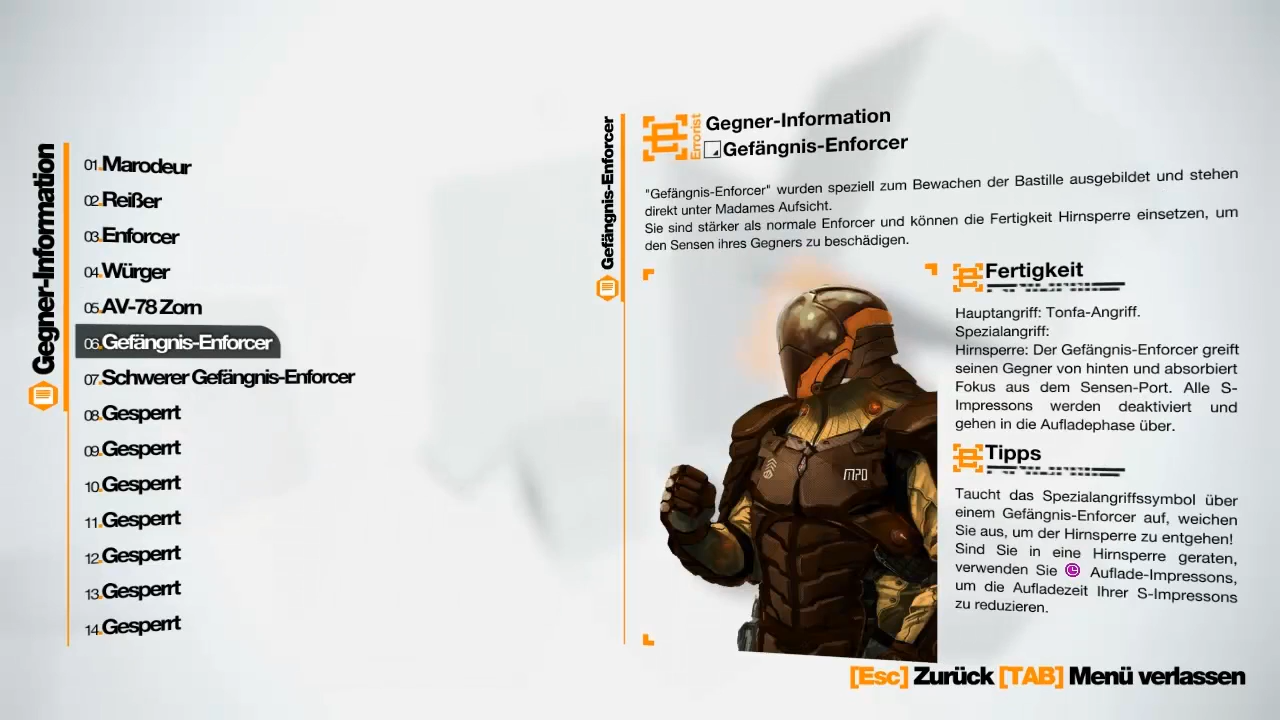 Gegner-Information
01.Marodeur
02.Reißer
03.Enforcer
04.Würger
05.AV-78 Zorn
06.Gefängnis-Enforcer
07.Schwerer Gefängnis-Enforcer
08.Gesperrt
09.Gesperrt
10.Gesperrt
11.Gesperrt
12.Gesperrt
13.Gesperrt
14.Gesperrt
Gefängnis-Enforcer
Errorist
Gegner-Information
Gefängnis-Enforcer
"Gefängnis-Enforcer" wurden speziell zum Bewachen der Bastille ausgebildet und stehen
direkt unter Madames Aufsicht.
Sie sind stärker als normale Enforcer und können die Fertigkeit Hirnsperre einsetzen, um
den Sensen ihres Gegners zu beschädigen.
MPD
Fertigkeit
Hauptangriff: Tonfa-Angriff.
Spezialangriff:
Hirnsperre: Der Gefängnis-Enforcer greift
seinen Gegner von hinten und absorbiert
Fokus aus dem Sensen-Port. Alle S-
Impressons werden deaktiviert und
gehen in die Aufladephase über.
Tipps
Taucht das Spezialangriffssymbol über
einem Gefängnis-Enforcer auf, weichen
Sie aus, um der Hirnsperre zu entgehen!
Sind Sie in eine Hirnsperre geraten,
verwenden Sie Auflade-Impressons,
um die Aufladezeit Ihrer S-Impressons
zu reduzieren.
[Esc] Zurück [TAB] Menü verlassen